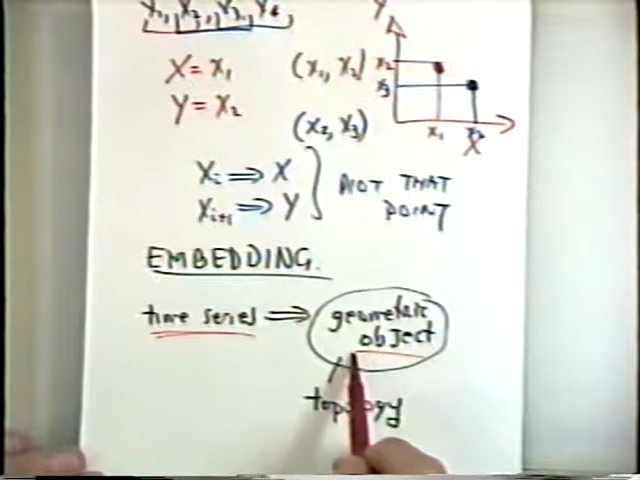 X₁, X₂, X₃, X₄
Y
X = x₁ (x₁, x₂) x₂
Y = x₂ x₃
(x₂, x₃) x₁ x₂
X
Xᵢ ⇒ X
Xᵢ₊₁ ⇒ Y
PLOT THAT
POINT
EMBEDDING.
time series ⇒ geometric
object
topology